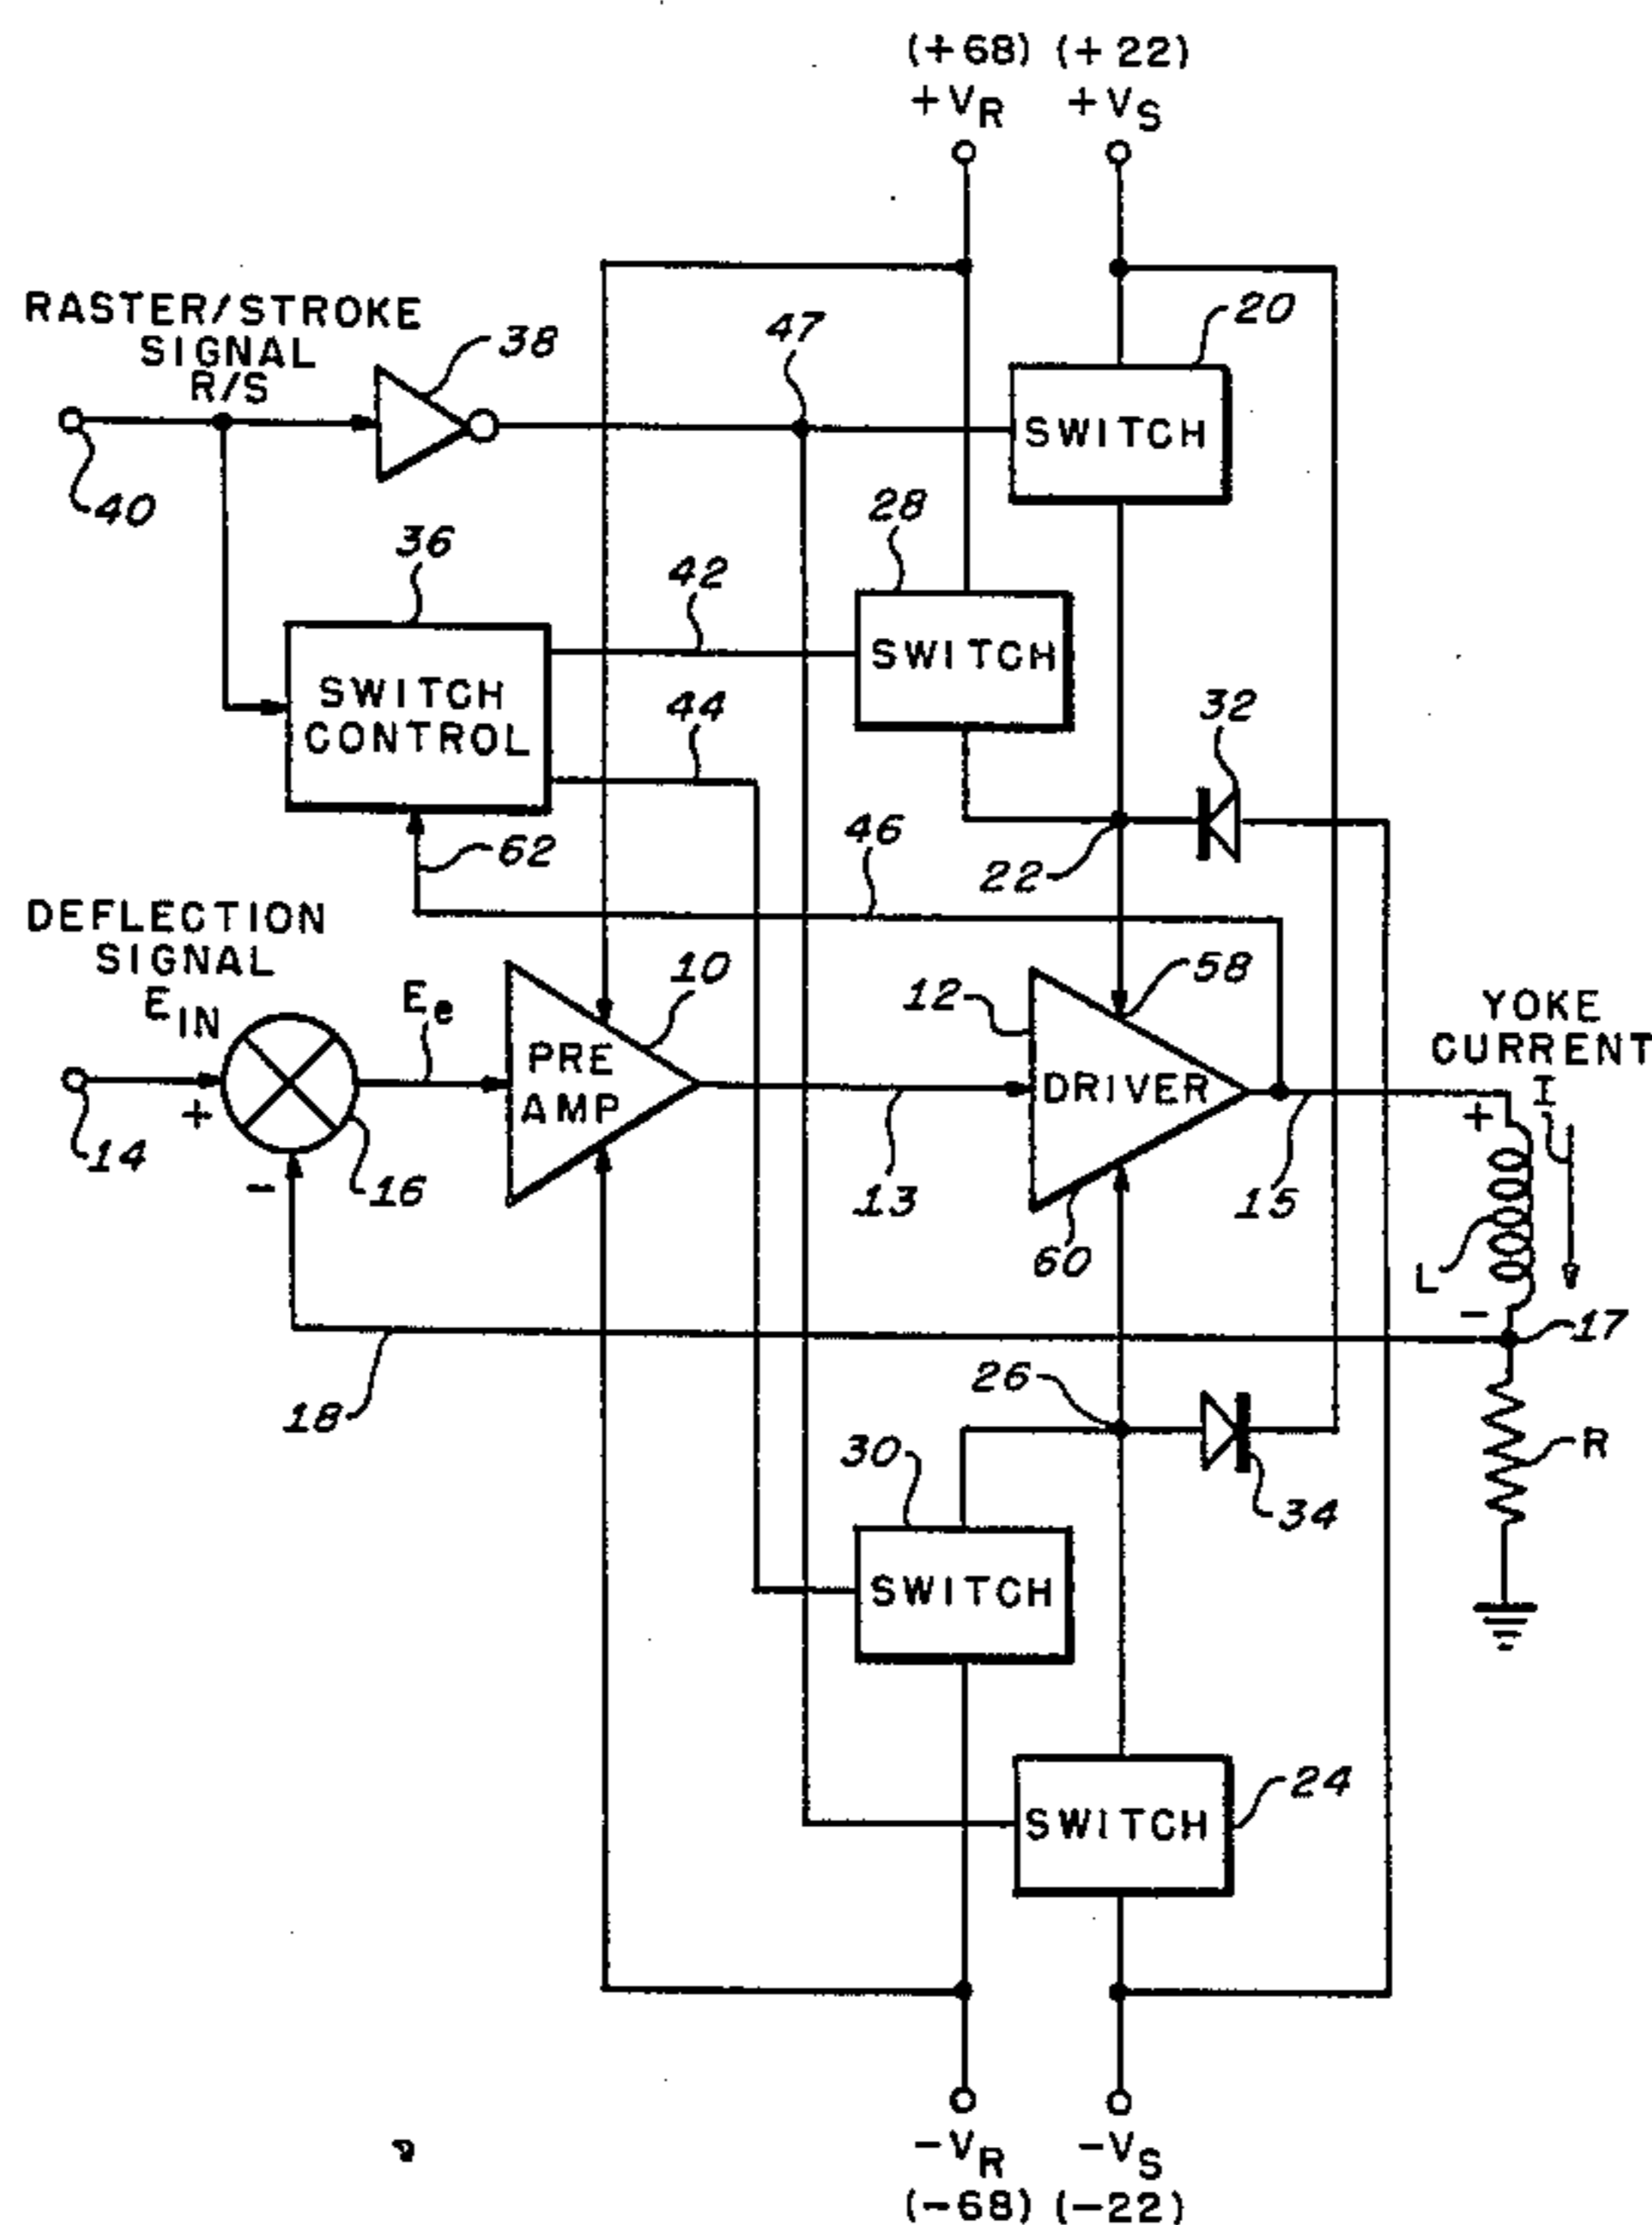 (+68) (+22)
+VR +VS
RASTER/STROKE
SIGNAL
R/S
38
47
20
SWITCH
40
36
42
28
SWITCH
SWITCH
CONTROL
44
32
62
46
22
DEFLECTION
SIGNAL
EIN
Ee
10
12
58
YOKE
CURRENT
I
PRE
AMP
DRIVER
+
+
14
-
16
13
60
15
L
-
17
18
26
30
34
R
SWITCH
24
SWITCH
-VR -VS
(-68) (-22)